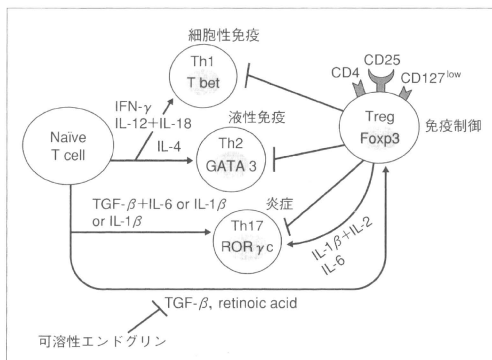 細胞性免疫
Th1
T bet
CD25
CD4
CD127low
Treg
Foxp3
免疫制御
IFN-γ
IL-12+IL-18
IL-4
液性免疫
Naïve
T cell
Th2
GATA 3
TGF-β+IL-6 or IL-1β
or IL-1β
炎症
Th17
ROR γc
IL-1β+IL-2
IL-6
TGF-β, retinoic acid
可溶性エンドグリン